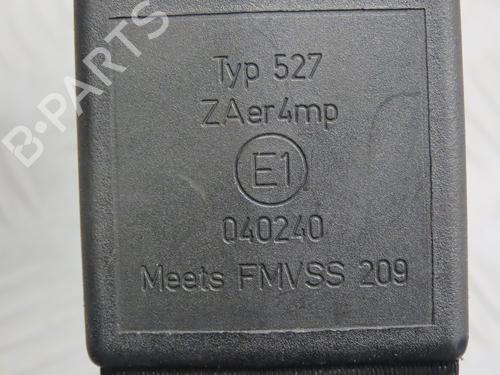 B-PARTS
Typ 527
ZAer4mp
E1
040240
Meets FMVSS 209